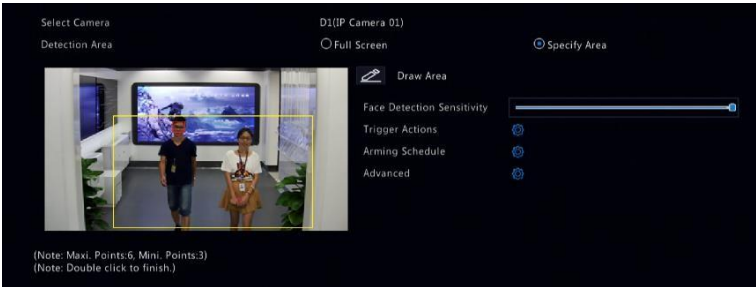 Select Camera D1(IP Camera 01)
Detection Area Full Screen Specify Area
Draw Area
Face Detection Sensitivity
Trigger Actions
Arming Schedule
Advanced
(Note: Maxi. Points:6, Mini. Points:3)
(Note: Double click to finish.)